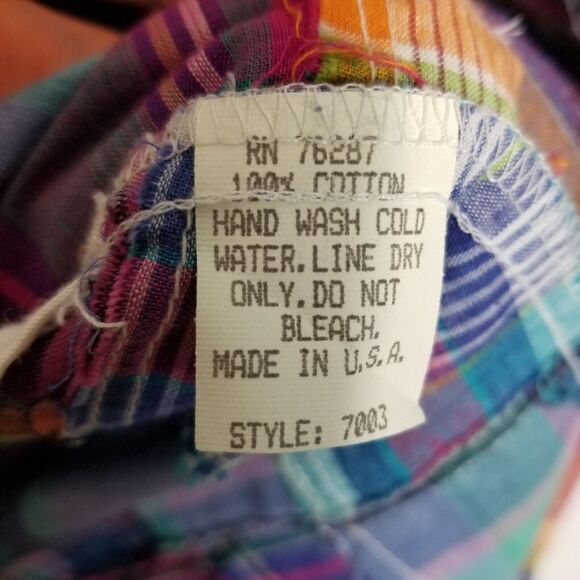 RN 76287
100% COTTON
HAND WASH COLD
WATER. LINE DRY
ONLY. DO NOT
BLEACH.
MADE IN U.S.A.
STYLE: 7003